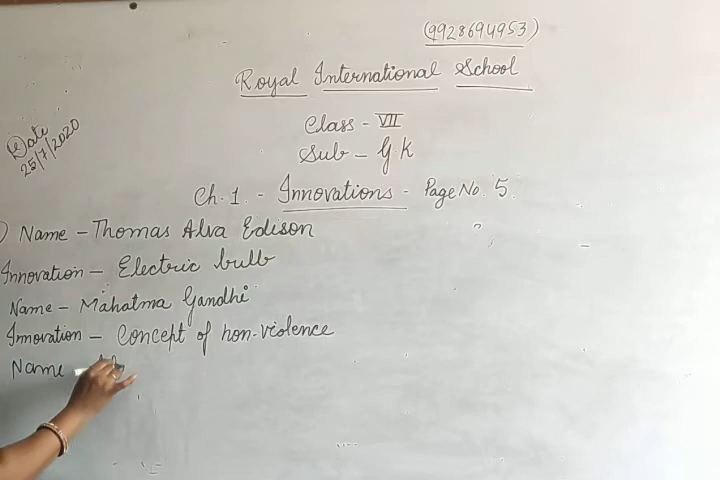 (9928694953)
Royal International School
Date
25/7/2020
Class - VII
Sub - G.K
Ch. 1. - Innovations - Page No. 5.
) Name - Thomas Alva Edison
Innovation - Electric bulb
Name - Mahatma Gandhi
Innovation - Concept of non-violence
Name -